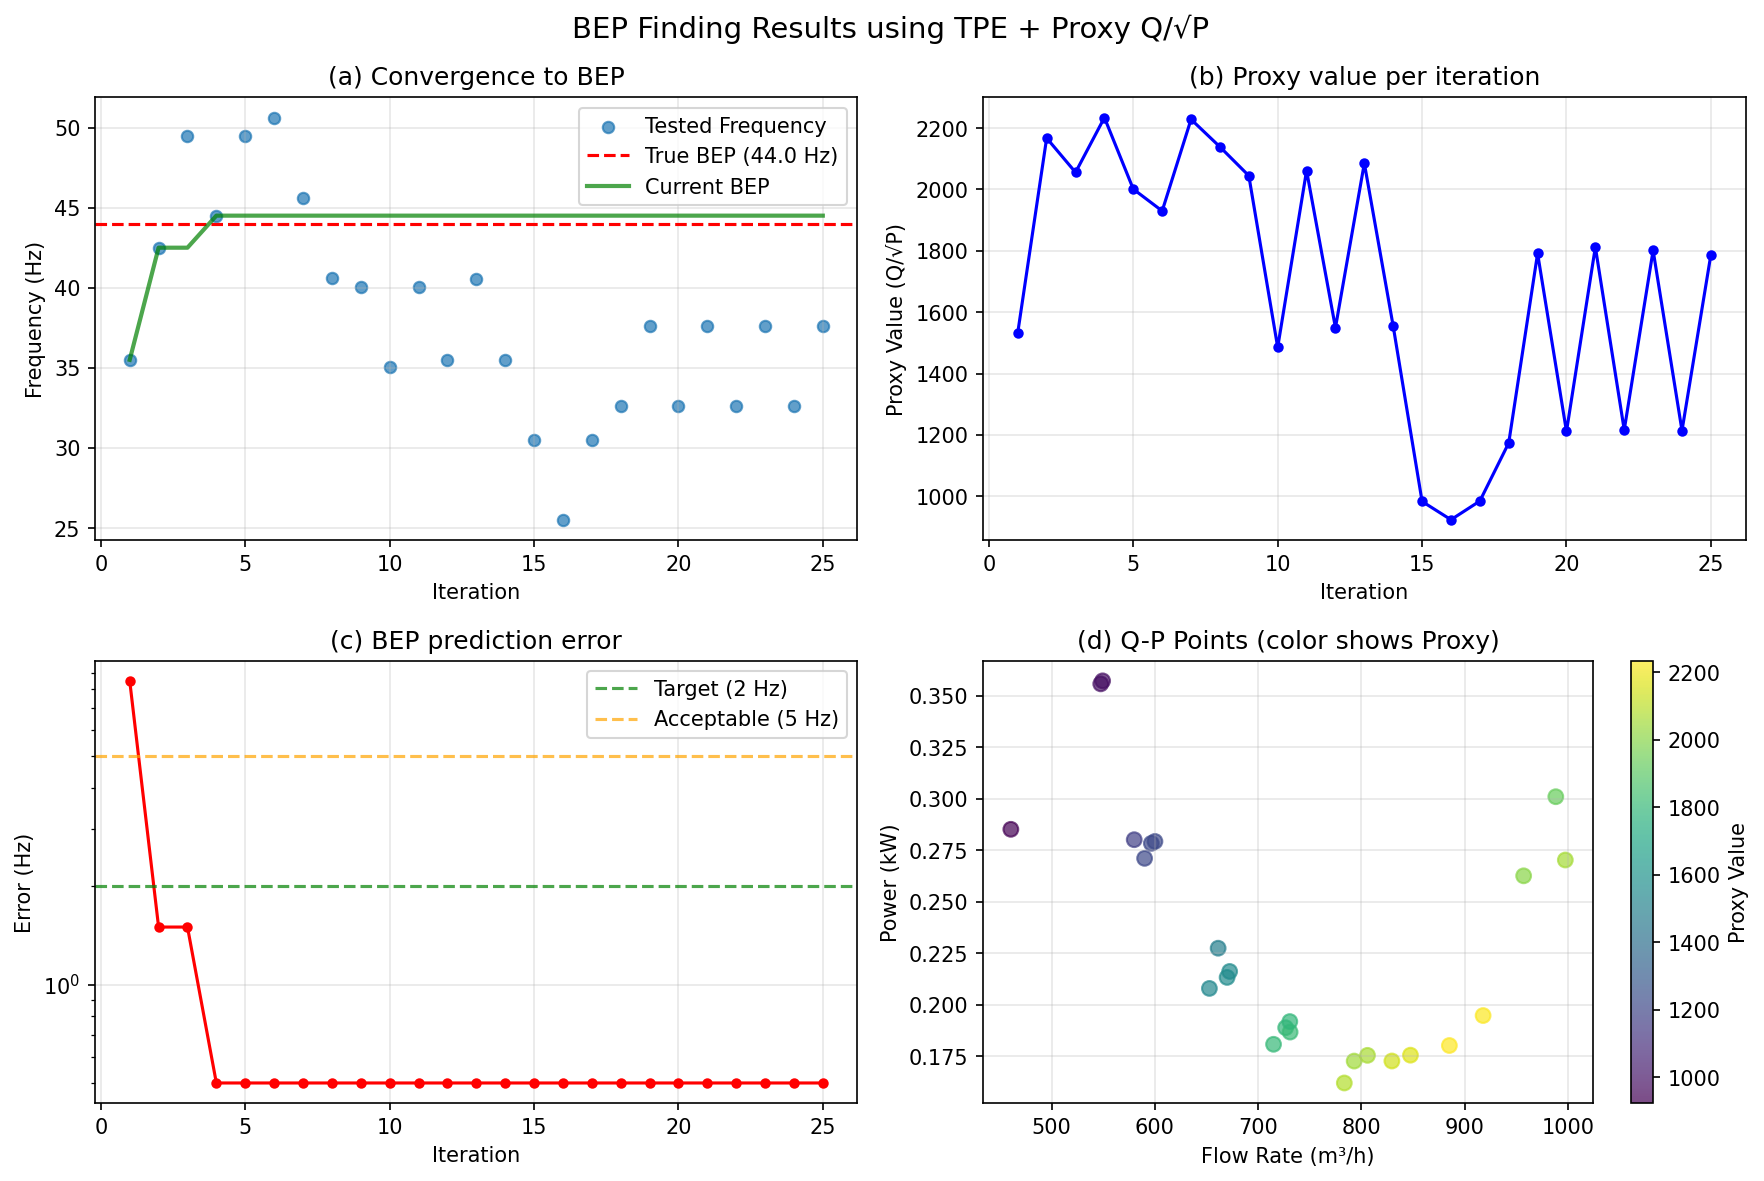 BEP Finding Results using TPE + Proxy Q/√P
(a) Convergence to BEP
50
45
40
35
30
25
Frequency (Hz)
Tested Frequency
True BEP (44.0 Hz)
Current BEP
0 5 10 15 20 25
Iteration
(b) Proxy value per iteration
2200
2000
1800
1600
1400
1200
1000
Proxy Value (Q/√P)
0 5 10 15 20 25
Iteration
(c) BEP prediction error
Target (2 Hz)
Acceptable (5 Hz)
Error (Hz)
10⁰
0 5 10 15 20 25
Iteration
(d) Q-P Points (color shows Proxy)
0.350
0.325
0.300
0.275
0.250
0.225
0.200
0.175
Power (kW)
500 600 700 800 900 1000
Flow Rate (m³/h)
2200
2000
1800
1600
1400
1200
1000
Proxy Value